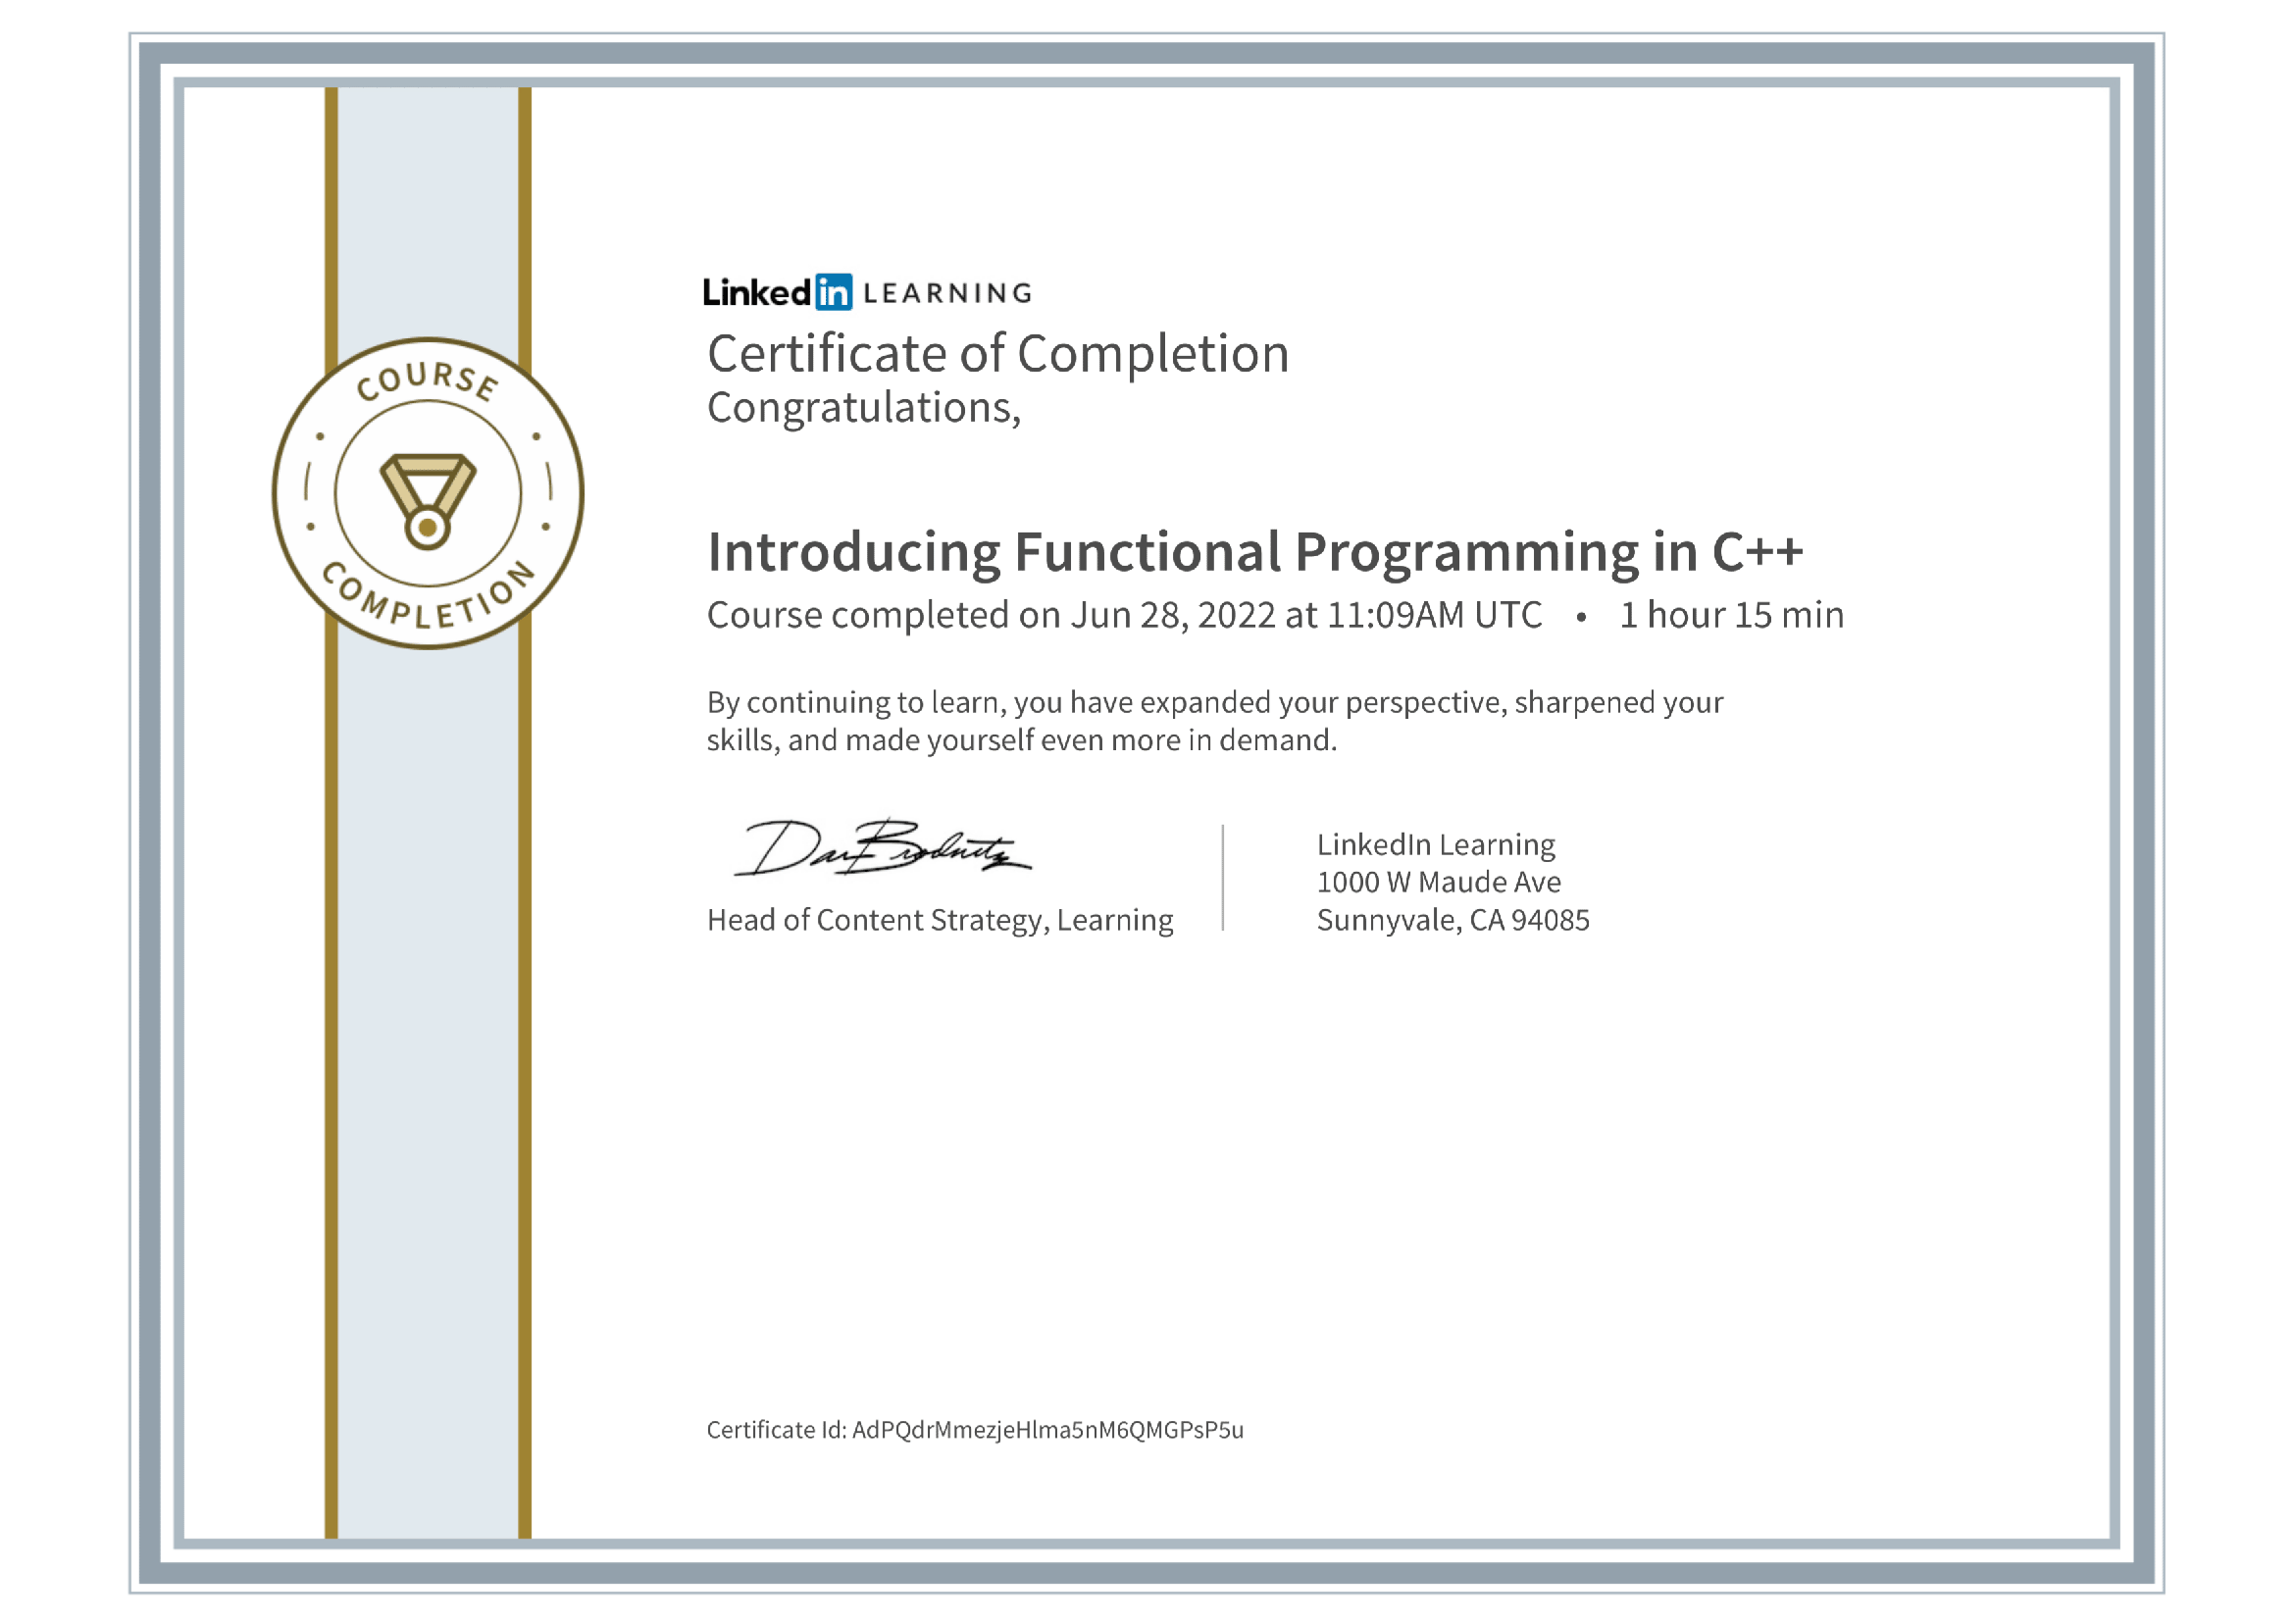 COURSE
COMPLETION
Linkedin LEARNING
Certificate of Completion
Congratulations,
Introducing Functional Programming in C++
Course completed on Jun 28, 2022 at 11:09AM UTC • 1 hour 15 min
By continuing to learn, you have expanded your perspective, sharpened your
skills, and made yourself even more in demand.
Dan Brodnitz
Head of Content Strategy, Learning
LinkedIn Learning
1000 W Maude Ave
Sunnyvale, CA 94085
Certificate Id: AdPQdrMmezjeHlma5nM6QMGPsP5u